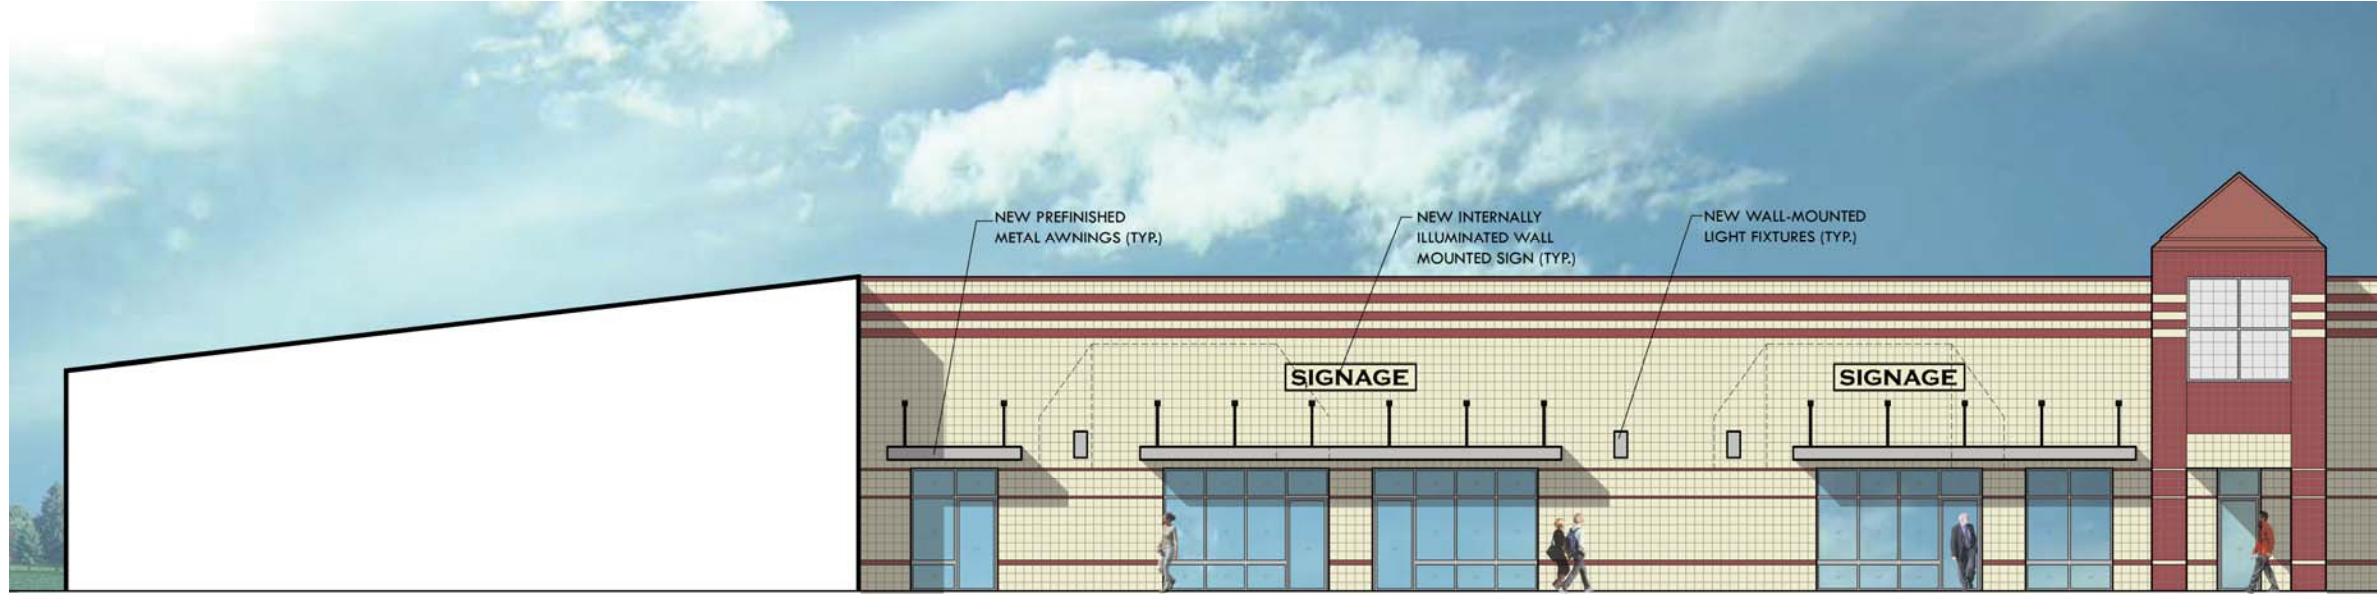 NEW PREFINISHED
METAL AWNINGS (TYP.)
NEW INTERNALLY
ILLUMINATED WALL
MOUNTED SIGN (TYP.)
NEW WALL-MOUNTED
LIGHT FIXTURES (TYP.)
SIGNAGE
SIGNAGE